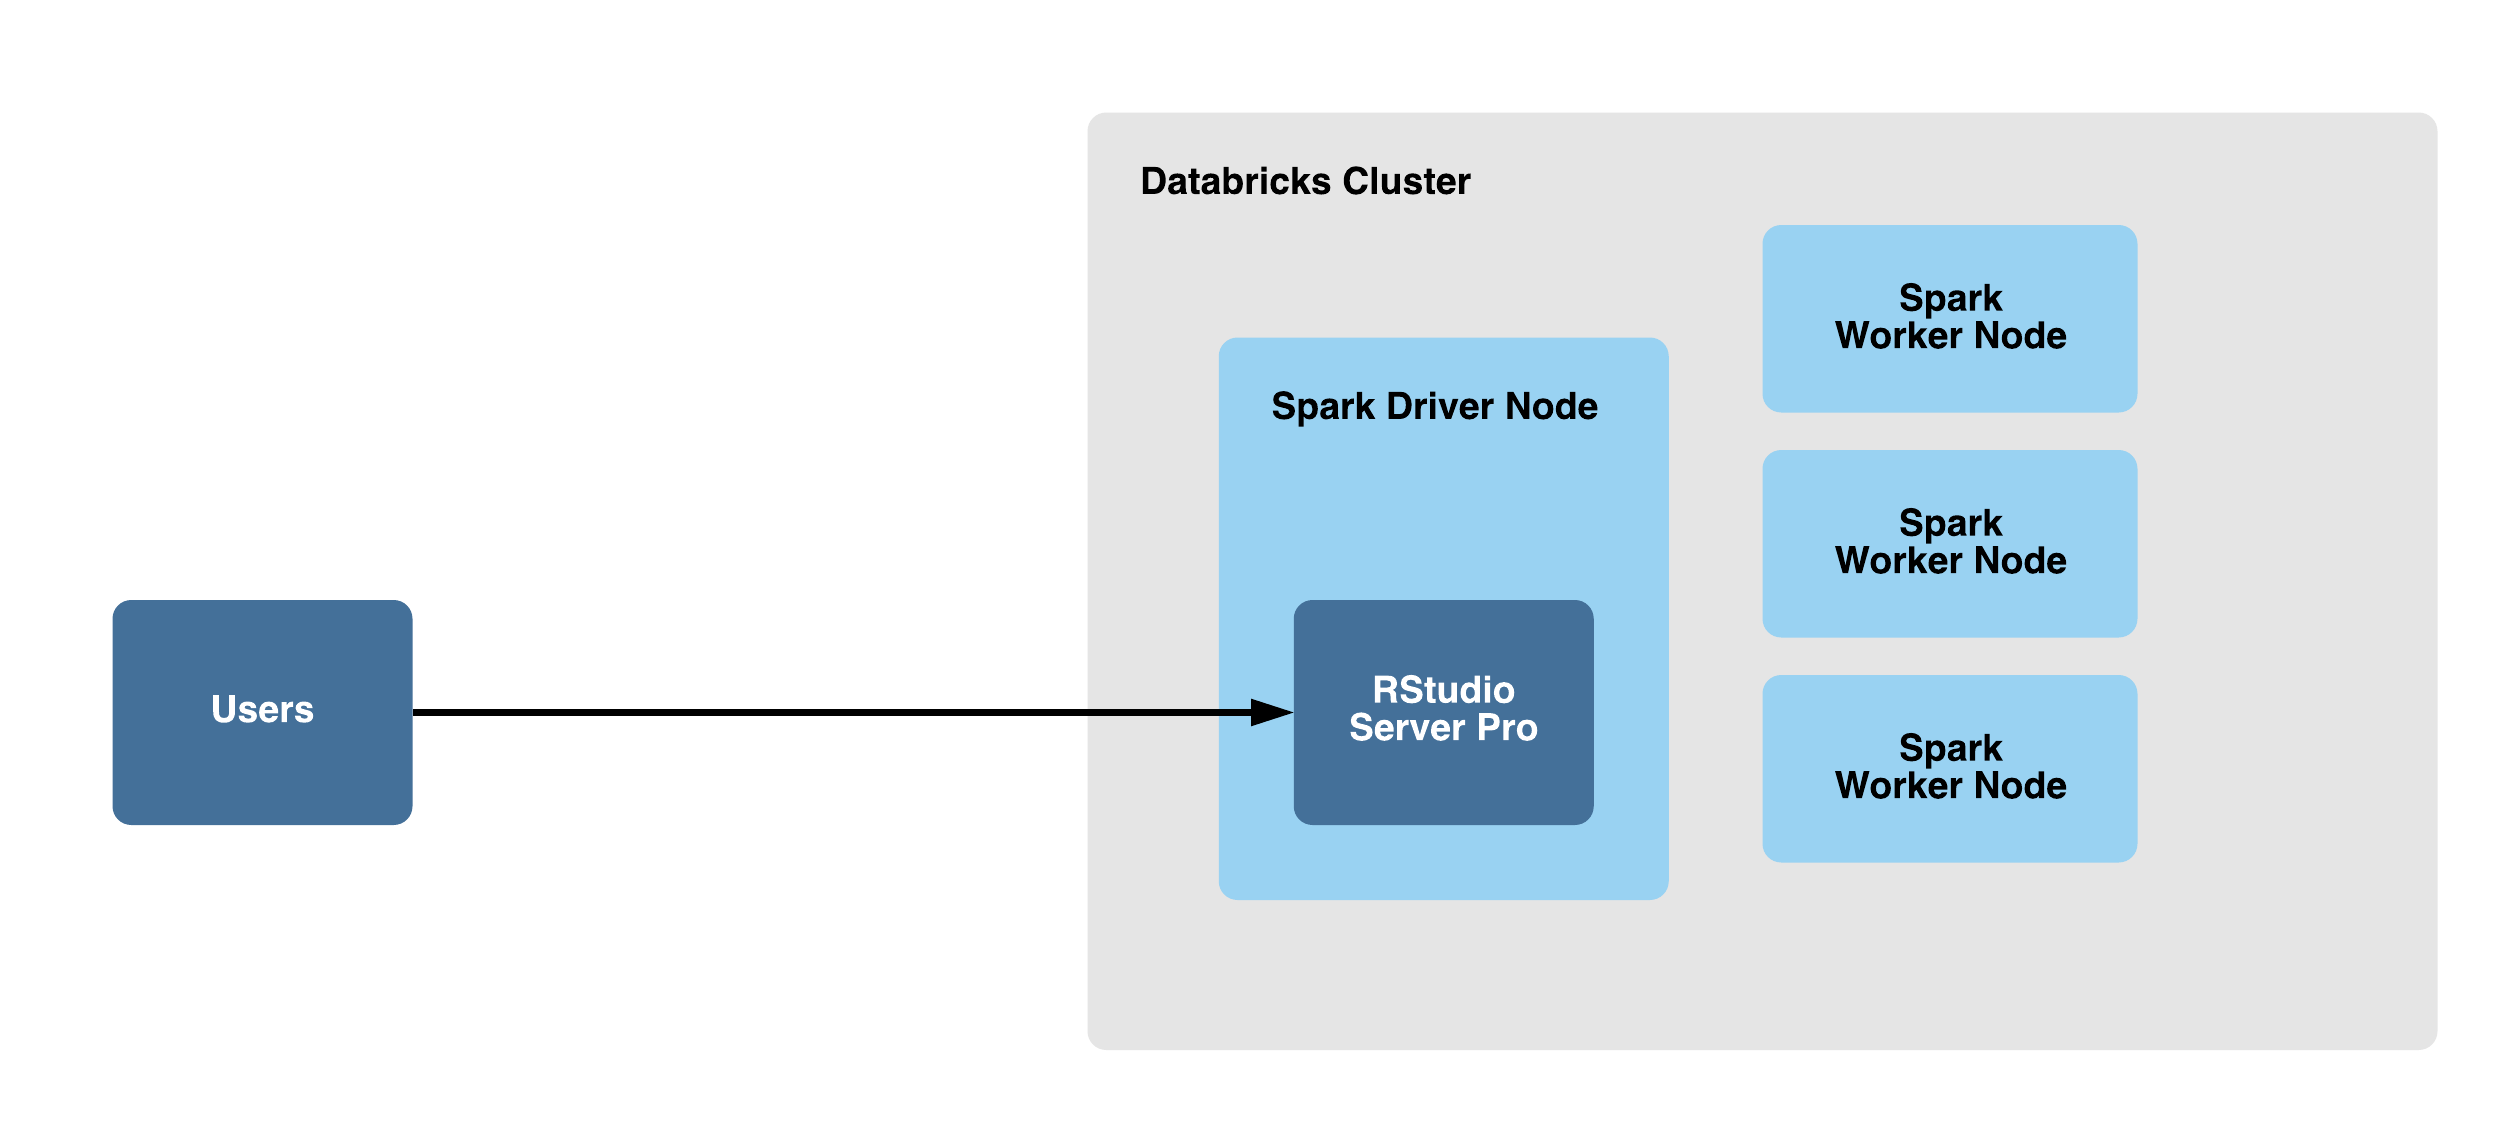 Databricks Cluster
Spark
Worker Node
Spark Driver Node
Spark
Worker Node
Users
RStudio
Server Pro
Spark
Worker Node